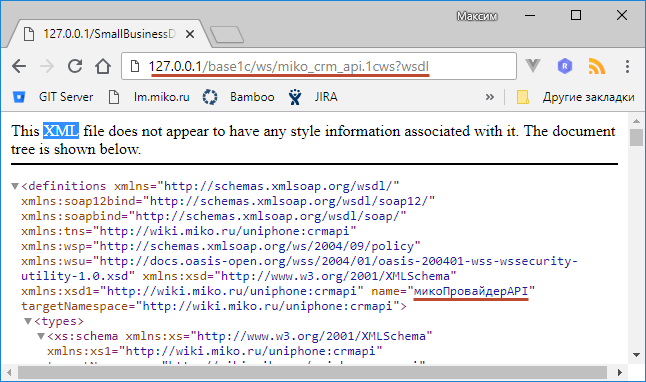 Максим
127.0.0.1/SmallBusinessD
127.0.0.1/base1c/ws/miko_crm_api.1cws?wsdl
GIT Server lm.miko.ru Bamboo JIRA » Другие закладки
This XML file does not appear to have any style information associated with it. The document
tree is shown below.
▼<definitions xmlns="http://schemas.xmlsoap.org/wsdl/"
xmlns:soap12bind="http://schemas.xmlsoap.org/wsdl/soap12/"
xmlns:soapbind="http://schemas.xmlsoap.org/wsdl/soap/"
xmlns:tns="http://wiki.miko.ru/uniphone:crmapi"
xmlns:wsp="http://schemas.xmlsoap.org/ws/2004/09/policy"
xmlns:wsu="http://docs.oasis-open.org/wss/2004/01/oasis-200401-wss-wssecurity-
utility-1.0.xsd" xmlns:xsd="http://www.w3.org/2001/XMLSchema"
xmlns:xsd1="http://wiki.miko.ru/uniphone:crmapi" name="микоПровайдерAPI"
targetNamespace="http://wiki.miko.ru/uniphone:crmapi">
▼<types>
▼<xs:schema xmlns:xs="http://www.w3.org/2001/XMLSchema"
xmlns:xs1="http://wiki.miko.ru/uniphone:crmapi"